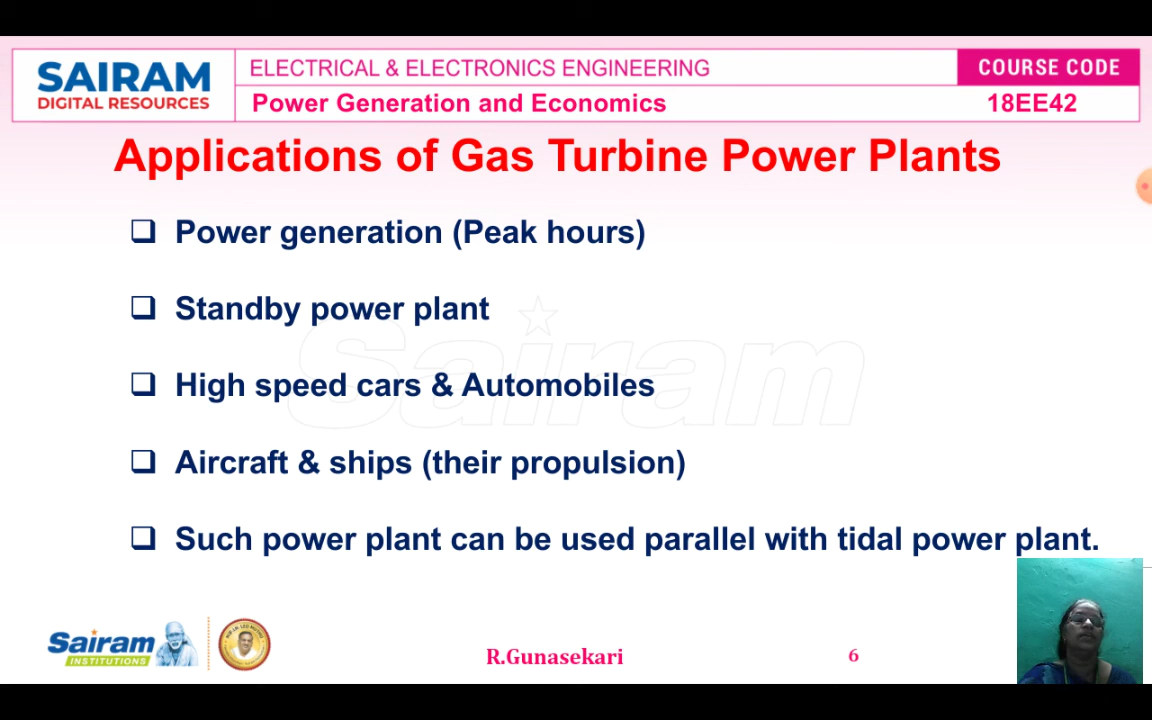 SAIRAM
DIGITAL RESOURCES
ELECTRICAL & ELECTRONICS ENGINEERING
COURSE CODE
Power Generation and Economics
18EE42
Applications of Gas Turbine Power Plants
Power generation (Peak hours)
Standby power plant
High speed cars & Automobiles
Aircraft & ships (their propulsion)
Such power plant can be used parallel with tidal power plant.
Sairam
Sairam
INSTITUTIONS
R.Gunasekari
6